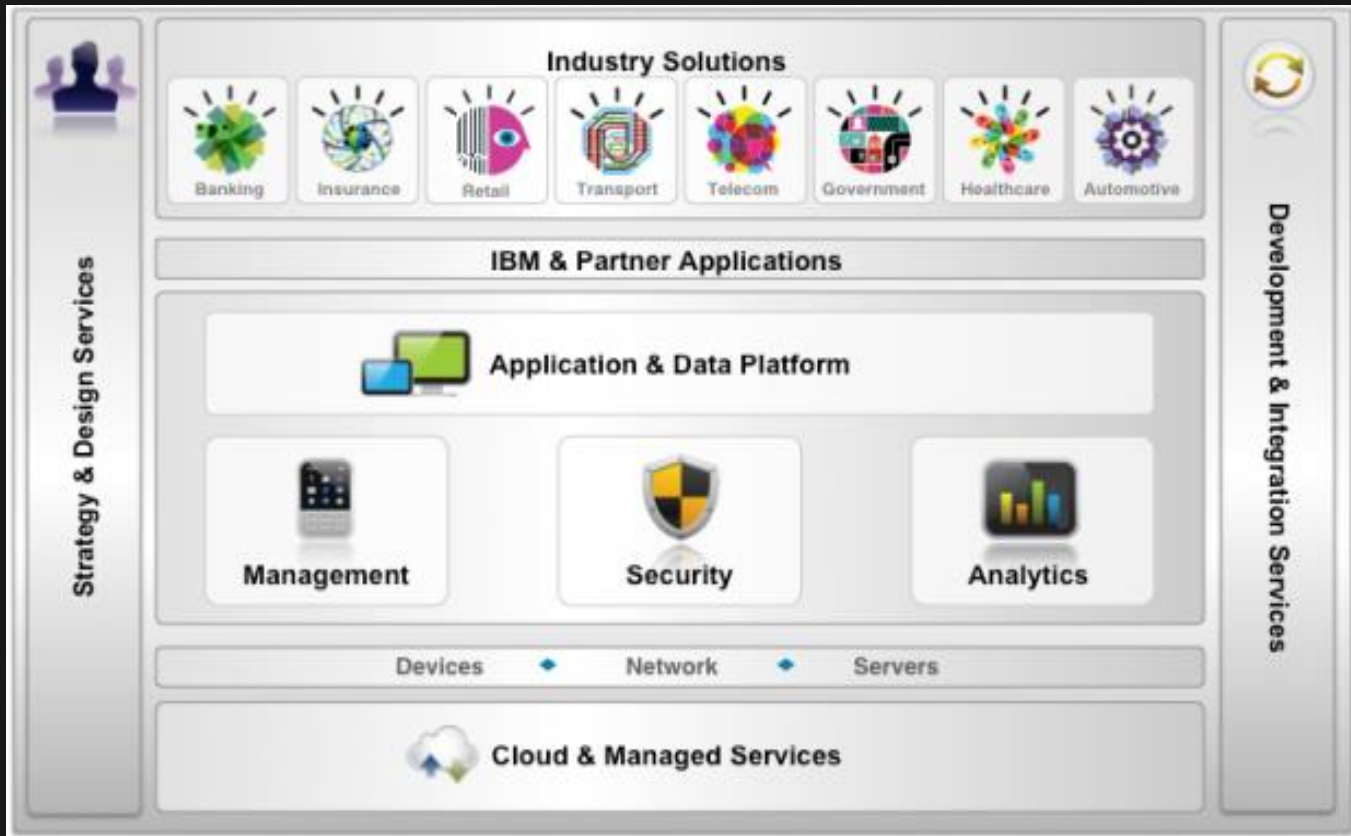 Strategy & Design Services
Industry Solutions
Banking
Insurance
Retail
Transport
Telecom
Government
Healthcare
Automotive
IBM & Partner Applications
Application & Data Platform
Management
Security
Analytics
Devices
Network
Servers
Cloud & Managed Services
Development & Integration Services